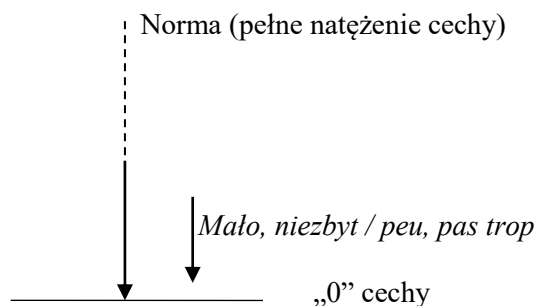 Norma (pełne natężenie cechy)
Mało, niezbyt / peu, pas trop
„0” cechy